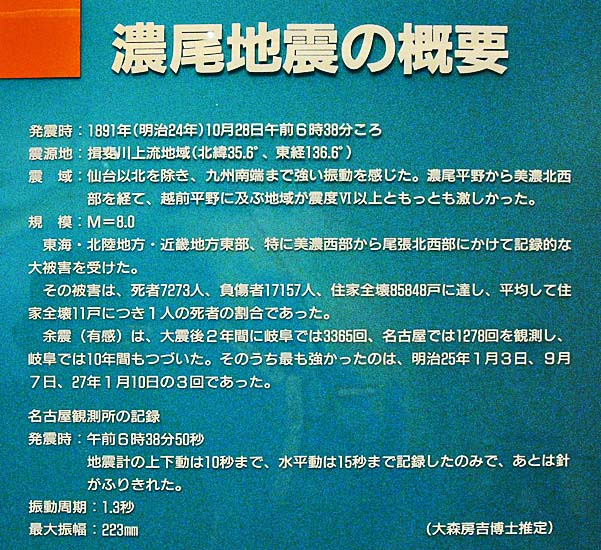 濃尾地震の概要
発震時：1891年(明治24年)10月28日午前６時38分ころ
震源地：揖斐川上流地域(北緯35.6ﾟ、東経136.6ﾟ)
震　域：仙台以北を除き、九州南端まで強い振動を感じた。濃尾平野から美濃北西
部を経て、越前平野に及ぶ地域が震度Ⅵ以上ともっとも激しかった。
規　模：M＝8.0
東海・北陸地方・近畿地方東部、特に美濃西部から尾張北西部にかけて記録的な
大被害を受けた。
その被害は、死者7273人、負傷者17157人、住家全壊85848戸に達し、平均して住
家全壊11戸につき１人の死者の割合であった。
余震（有感）は、大震後２年間に岐阜では3365回、名古屋では1278回を観測し、
岐阜では10年間もつづいた。そのうち最も強かったのは、明治25年１月３日、９月
７日、27年１月10日の３回であった。
名古屋観測所の記録
発震時：午前６時38分50秒
地震計の上下動は10秒まで、水平動は15秒まで記録したのみで、あとは針
がふりきれた。
振動周期：1.3秒
最大振幅：223㎜
（大森房吉博士推定）